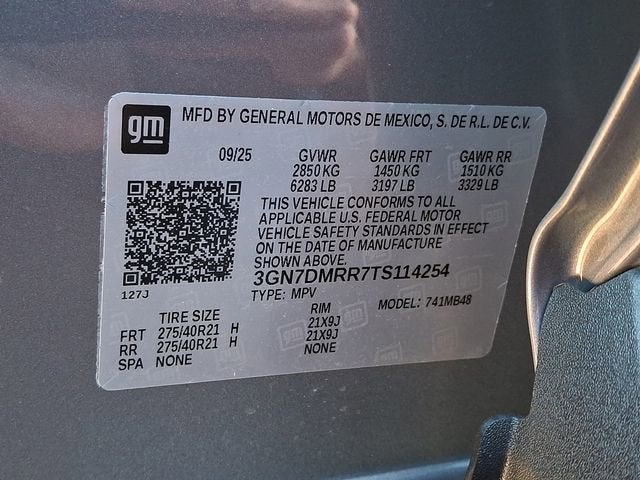 gm MFD BY GENERAL MOTORS DE MEXICO, S. DE R.L. DE C.V.
09/25 GVWR GAWR FRT GAWR RR
2850 KG 1450 KG 1510 KG
6283 LB 3197 LB 3329 LB
THIS VEHICLE CONFORMS TO ALL
APPLICABLE U.S. FEDERAL MOTOR
VEHICLE SAFETY STANDARDS IN EFFECT
ON THE DATE OF MANUFACTURE
SHOWN ABOVE.
3GN7DMRR7TS114254
127J TYPE: MPV MODEL: 741MB48
TIRE SIZE RIM
FRT 275/40R21 H 21X9J
RR 275/40R21 H 21X9J
SPA NONE NONE